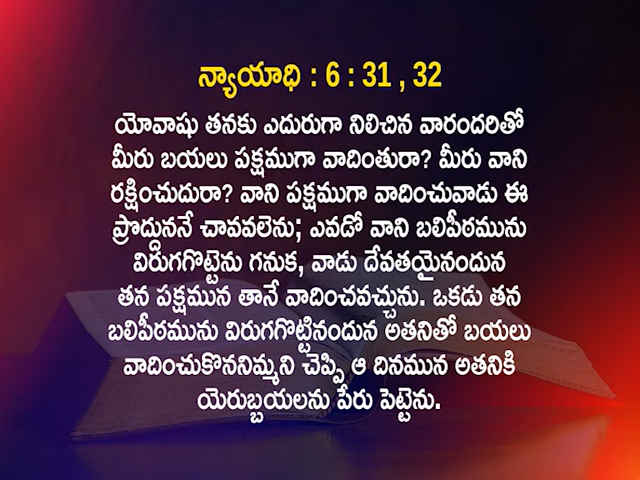 న్యాయాధి : 6 : 31 , 32
యోవాషు తనకు ఎదురుగా నిలిచిన వారందరితో
మీరు బయలు పక్షముగా వాదింతురా? మీరు వాని
రక్షించుదురా? వాని పక్షముగా వాదించువాడు ఈ
ప్రొద్దుననే చావవలెను; ఎవడో వాని బలిపీఠమును
విరుగగొట్టెను గనుక, వాడు దేవతయైనందున
తన పక్షమున తానే వాదించవచ్చును. ఒకడు తన
బలిపీఠమును విరుగగొట్టినందున అతనితో బయలు
వాదించుకొననిమ్మని చెప్పి ఆ దినమున అతనికి
యెరుబ్బయలను పేరు పెట్టెను.